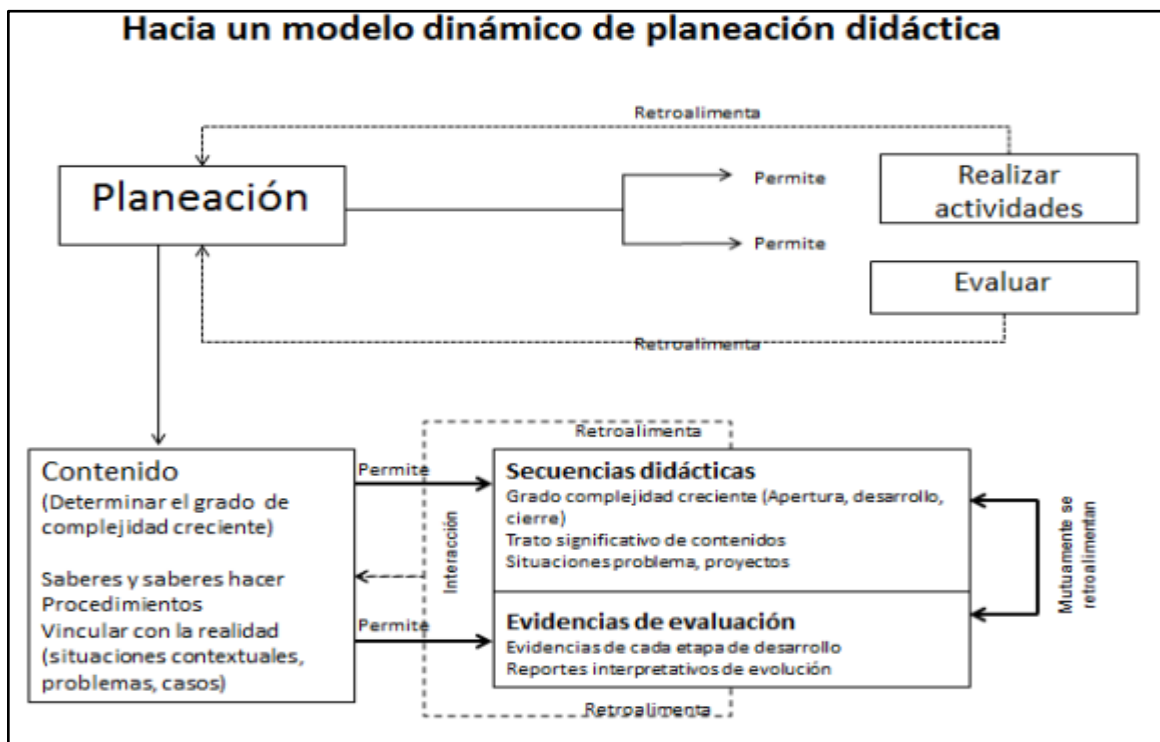 Hacia un modelo dinámico de planeación didáctica
Retroalimenta
Planeación
Permite
Realizar
actividades
Permite
Evaluar
Retroalimenta
Contenido
(Determinar el grado de
complejidad creciente)
Saberes y saberes hacer
Procedimientos
Vincular con la realidad
(situaciones contextuales,
problemas, casos)
Permite
Permite
Retroalimenta
Interacción
Secuencias didácticas
Grado complejidad creciente (Apertura, desarrollo,
cierre)
Trato significativo de contenidos
Situaciones problema, proyectos
Evidencias de evaluación
Evidencias de cada etapa de desarrollo
Reportes interpretativos de evolución
Retroalimenta
Mutuamente se
retroalimentan